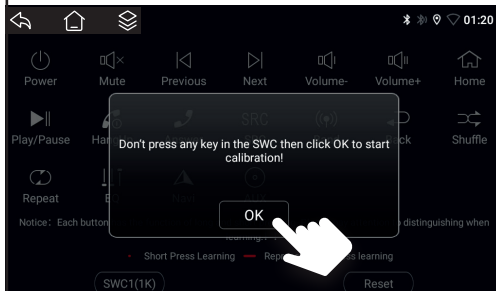 01:20
Power Mute Previous Next Volume- Volume+ Home
SRC
Play/Pause Shuffle
Don't press any key in the SWC then click OK to start
calibration!
Repeat
OK
Notice: Each button distinguishing when
Short Press Learning learning
SWC1(1K) Reset